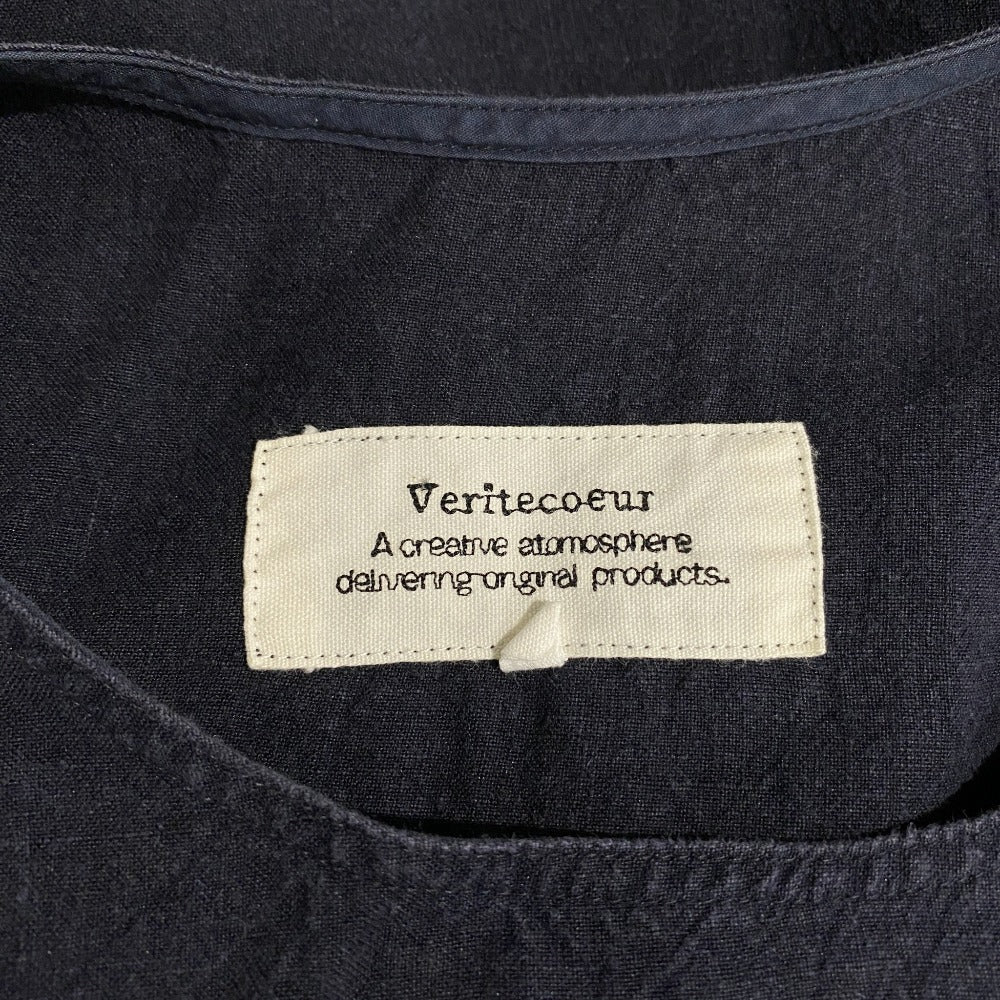 Veritecoeur
A creative atomosphere
delivering original products.